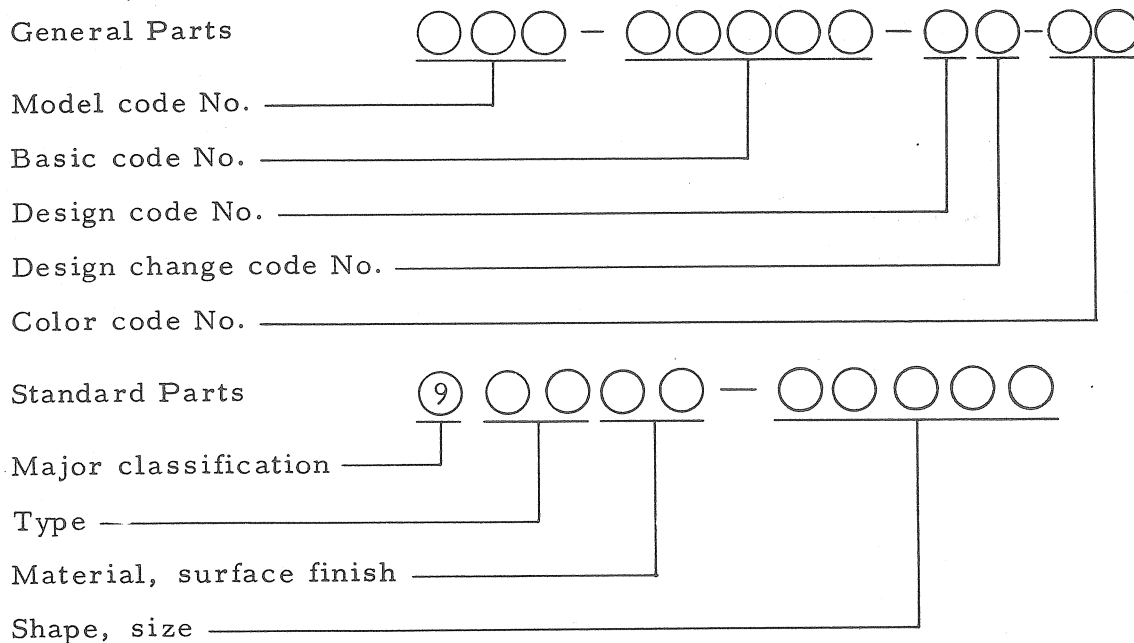 General Parts
Model code No.
Basic code No.
Design code No.
Design change code No.
Color code No.
Standard Parts 9
Major classification
Type
Material, surface finish
Shape, size